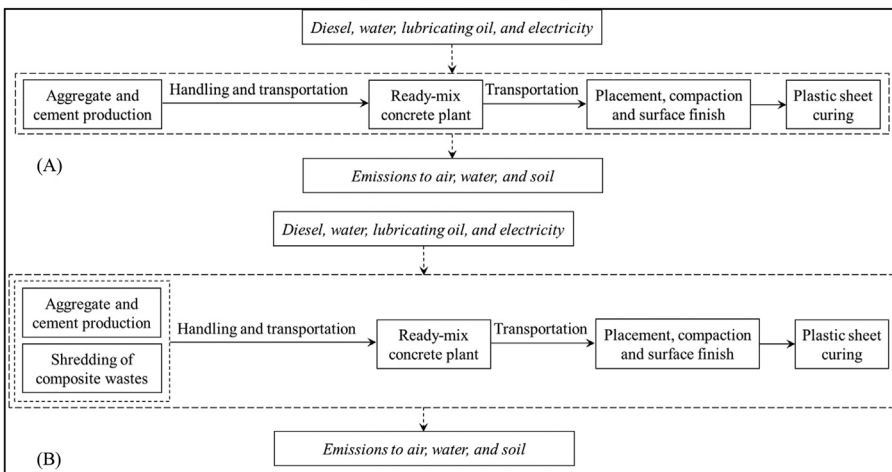 Diesel, water, lubricating oil, and electricity
Aggregate and
cement production
Handling and transportation
Ready-mix
concrete plant
Transportation
Placement, compaction
and surface finish
Plastic sheet
curing
(A)
Emissions to air, water, and soil
Diesel, water, lubricating oil, and electricity
Aggregate and
cement production
Shredding of
composite wastes
Handling and transportation
Ready-mix
concrete plant
Transportation
Placement, compaction
and surface finish
Plastic sheet
curing
Emissions to air, water, and soil
(B)